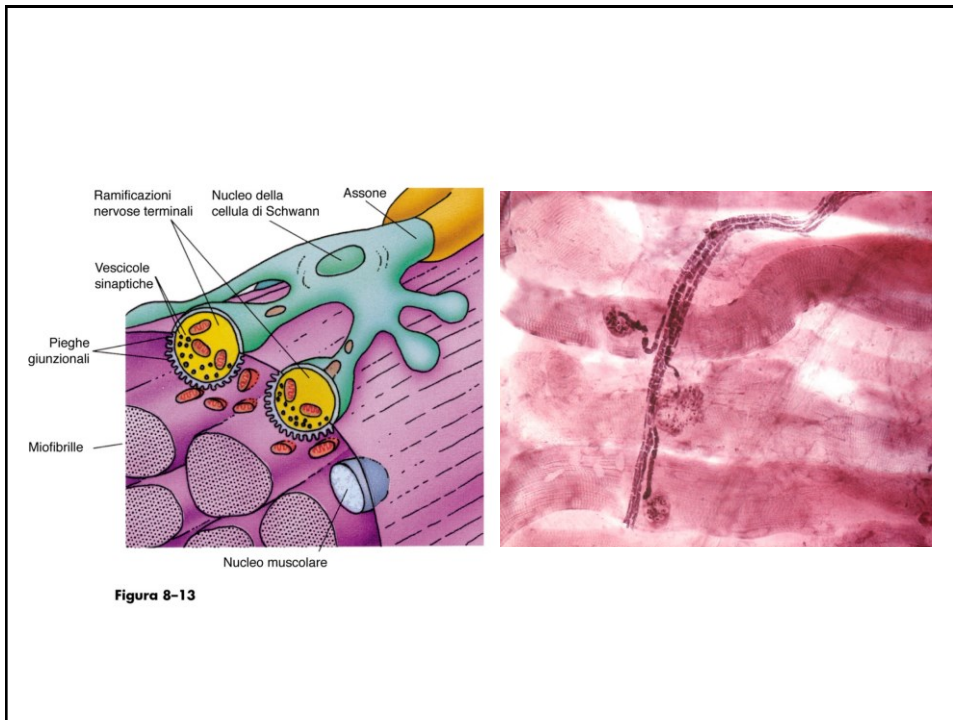 Ramificazioni
nervose terminali
Nucleo della
cellula di Schwann
Assone
Vescicole
sinaptiche
Pieghe
giunzionali
Miofibrille
Nucleo muscolare
Figura 8–13